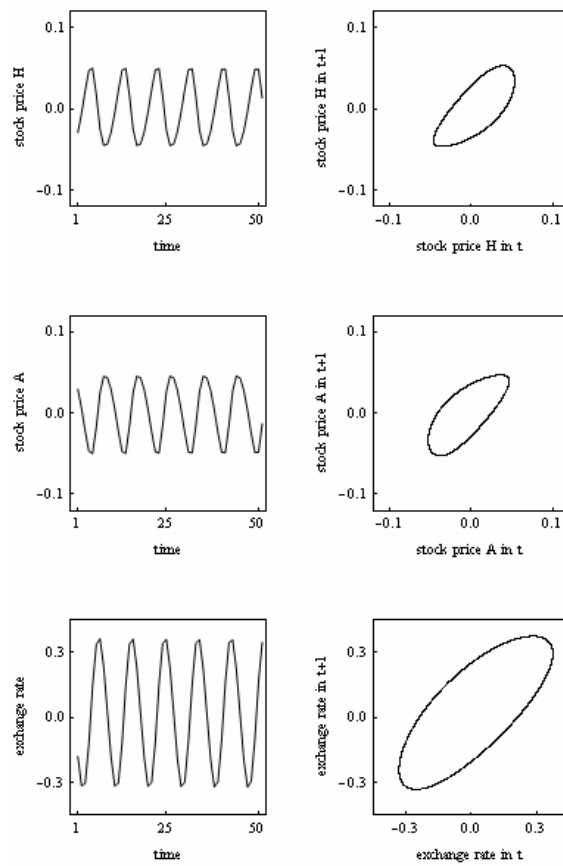 stock price H
0.1
0.0
-0.1
1 25 50
time
stock price H in t+1
0.1
0.0
-0.1
-0.1 0.0 0.1
stock price H in t
stock price A
0.1
0.0
-0.1
1 25 50
time
stock price A in t+1
0.1
0.0
-0.1
-0.1 0.0 0.1
stock price A in t
exchange rate
0.3
0.0
-0.3
1 25 50
time
exchange rate in t+1
0.3
0.0
-0.3
-0.3 0.0 0.3
exchange rate in t